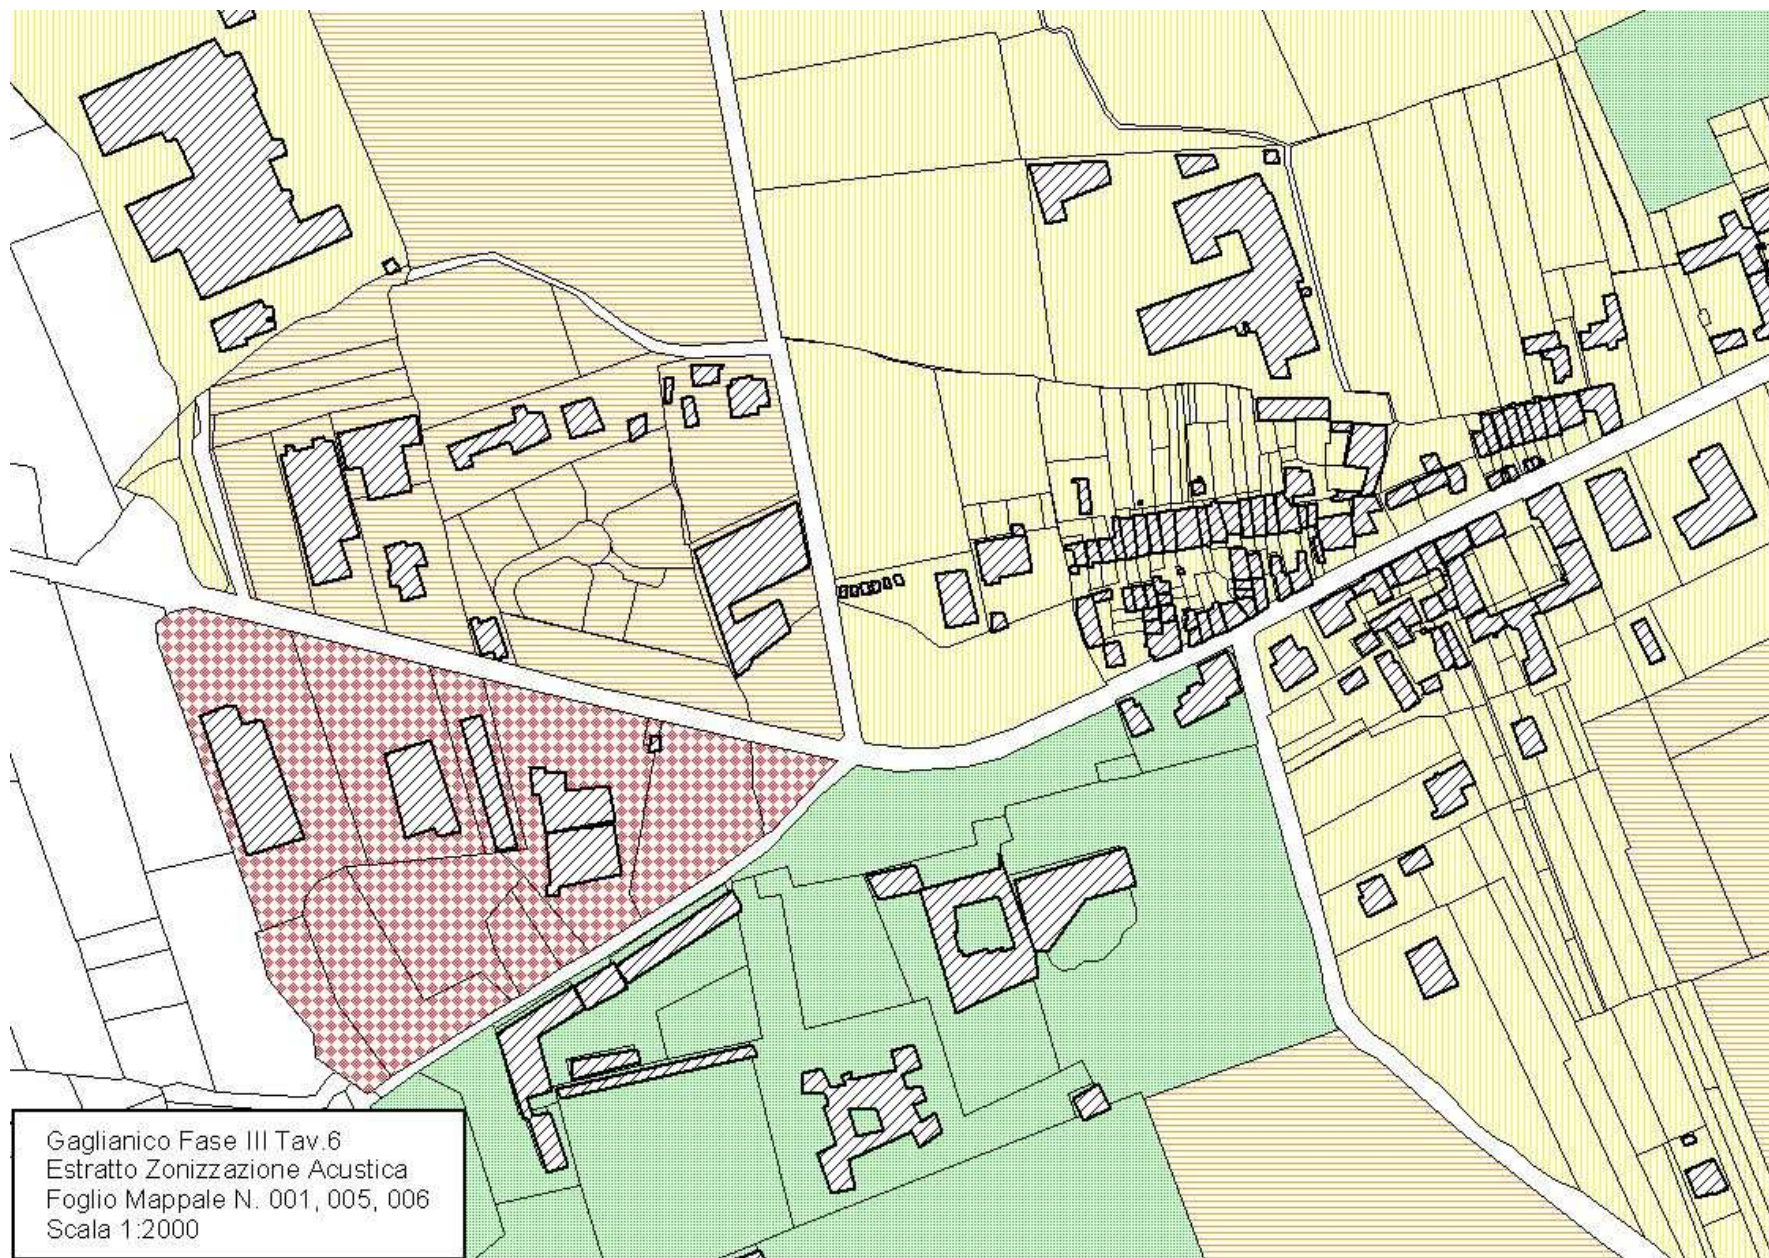 Gaglianico Fase III Tav.6
Estratto Zonizzazione Acustica
Foglio Mappale N. 001, 005, 006
Scala 1:2000